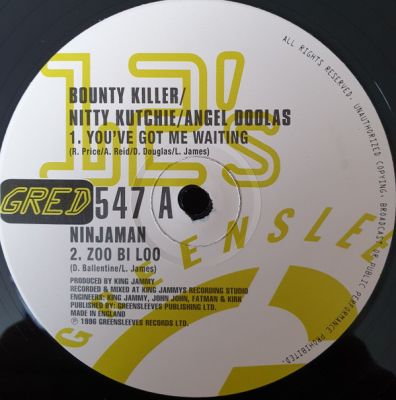 12's
BOUNTY KILLER/
NITTY KUTCHIE/ANGEL DOOLAS
1. YOU'VE GOT ME WAITING
(R. Price/A. Reid/D. Douglas/L. James)
GRED 547 A
NINJAMAN
2. ZOO BI LOO
(D. Ballentine/L. James)
PRODUCED BY KING JAMMY
RECORDED & MIXED AT KING JAMMYS RECORDING STUDIO
ENGINEERS: KING JAMMY, JOHN JOHN, FATMAN & KIRK
PUBLISHED BY: GREENSLEEVES PUBLISHING LTD.
MADE IN ENGLAND
℗ 1996 GREENSLEEVES RECORDS LTD.
ALL RIGHTS RESERVED. UNAUTHORIZED COPYING, BROADCAST OR PUBLIC PERFORMANCE PROHIBITED.
G ENSLEE